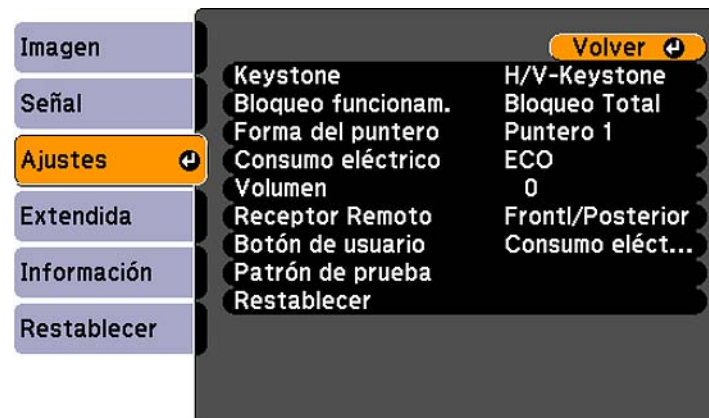 Imagen
Señal
Ajustes
Extendida
Información
Restablecer
Volver
Keystone H/V-Keystone
Bloqueo funcionam. Bloqueo Total
Forma del puntero Puntero 1
Consumo eléctrico ECO
Volumen 0
Receptor Remoto Frontl/Posterior
Botón de usuario Consumo eléct...
Patrón de prueba
Restablecer